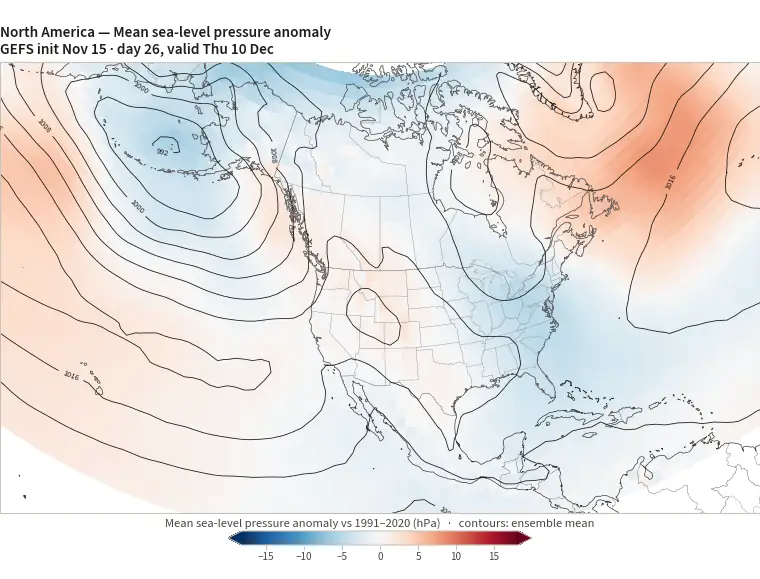 North America — Mean sea-level pressure anomaly
GEFS init Nov 15 · day 26, valid Thu 10 Dec
1000
1008
992
1008
1000
1016
1016
Mean sea-level pressure anomaly vs 1991–2020 (hPa) · contours: ensemble mean
−15 −10 −5 0 5 10 15